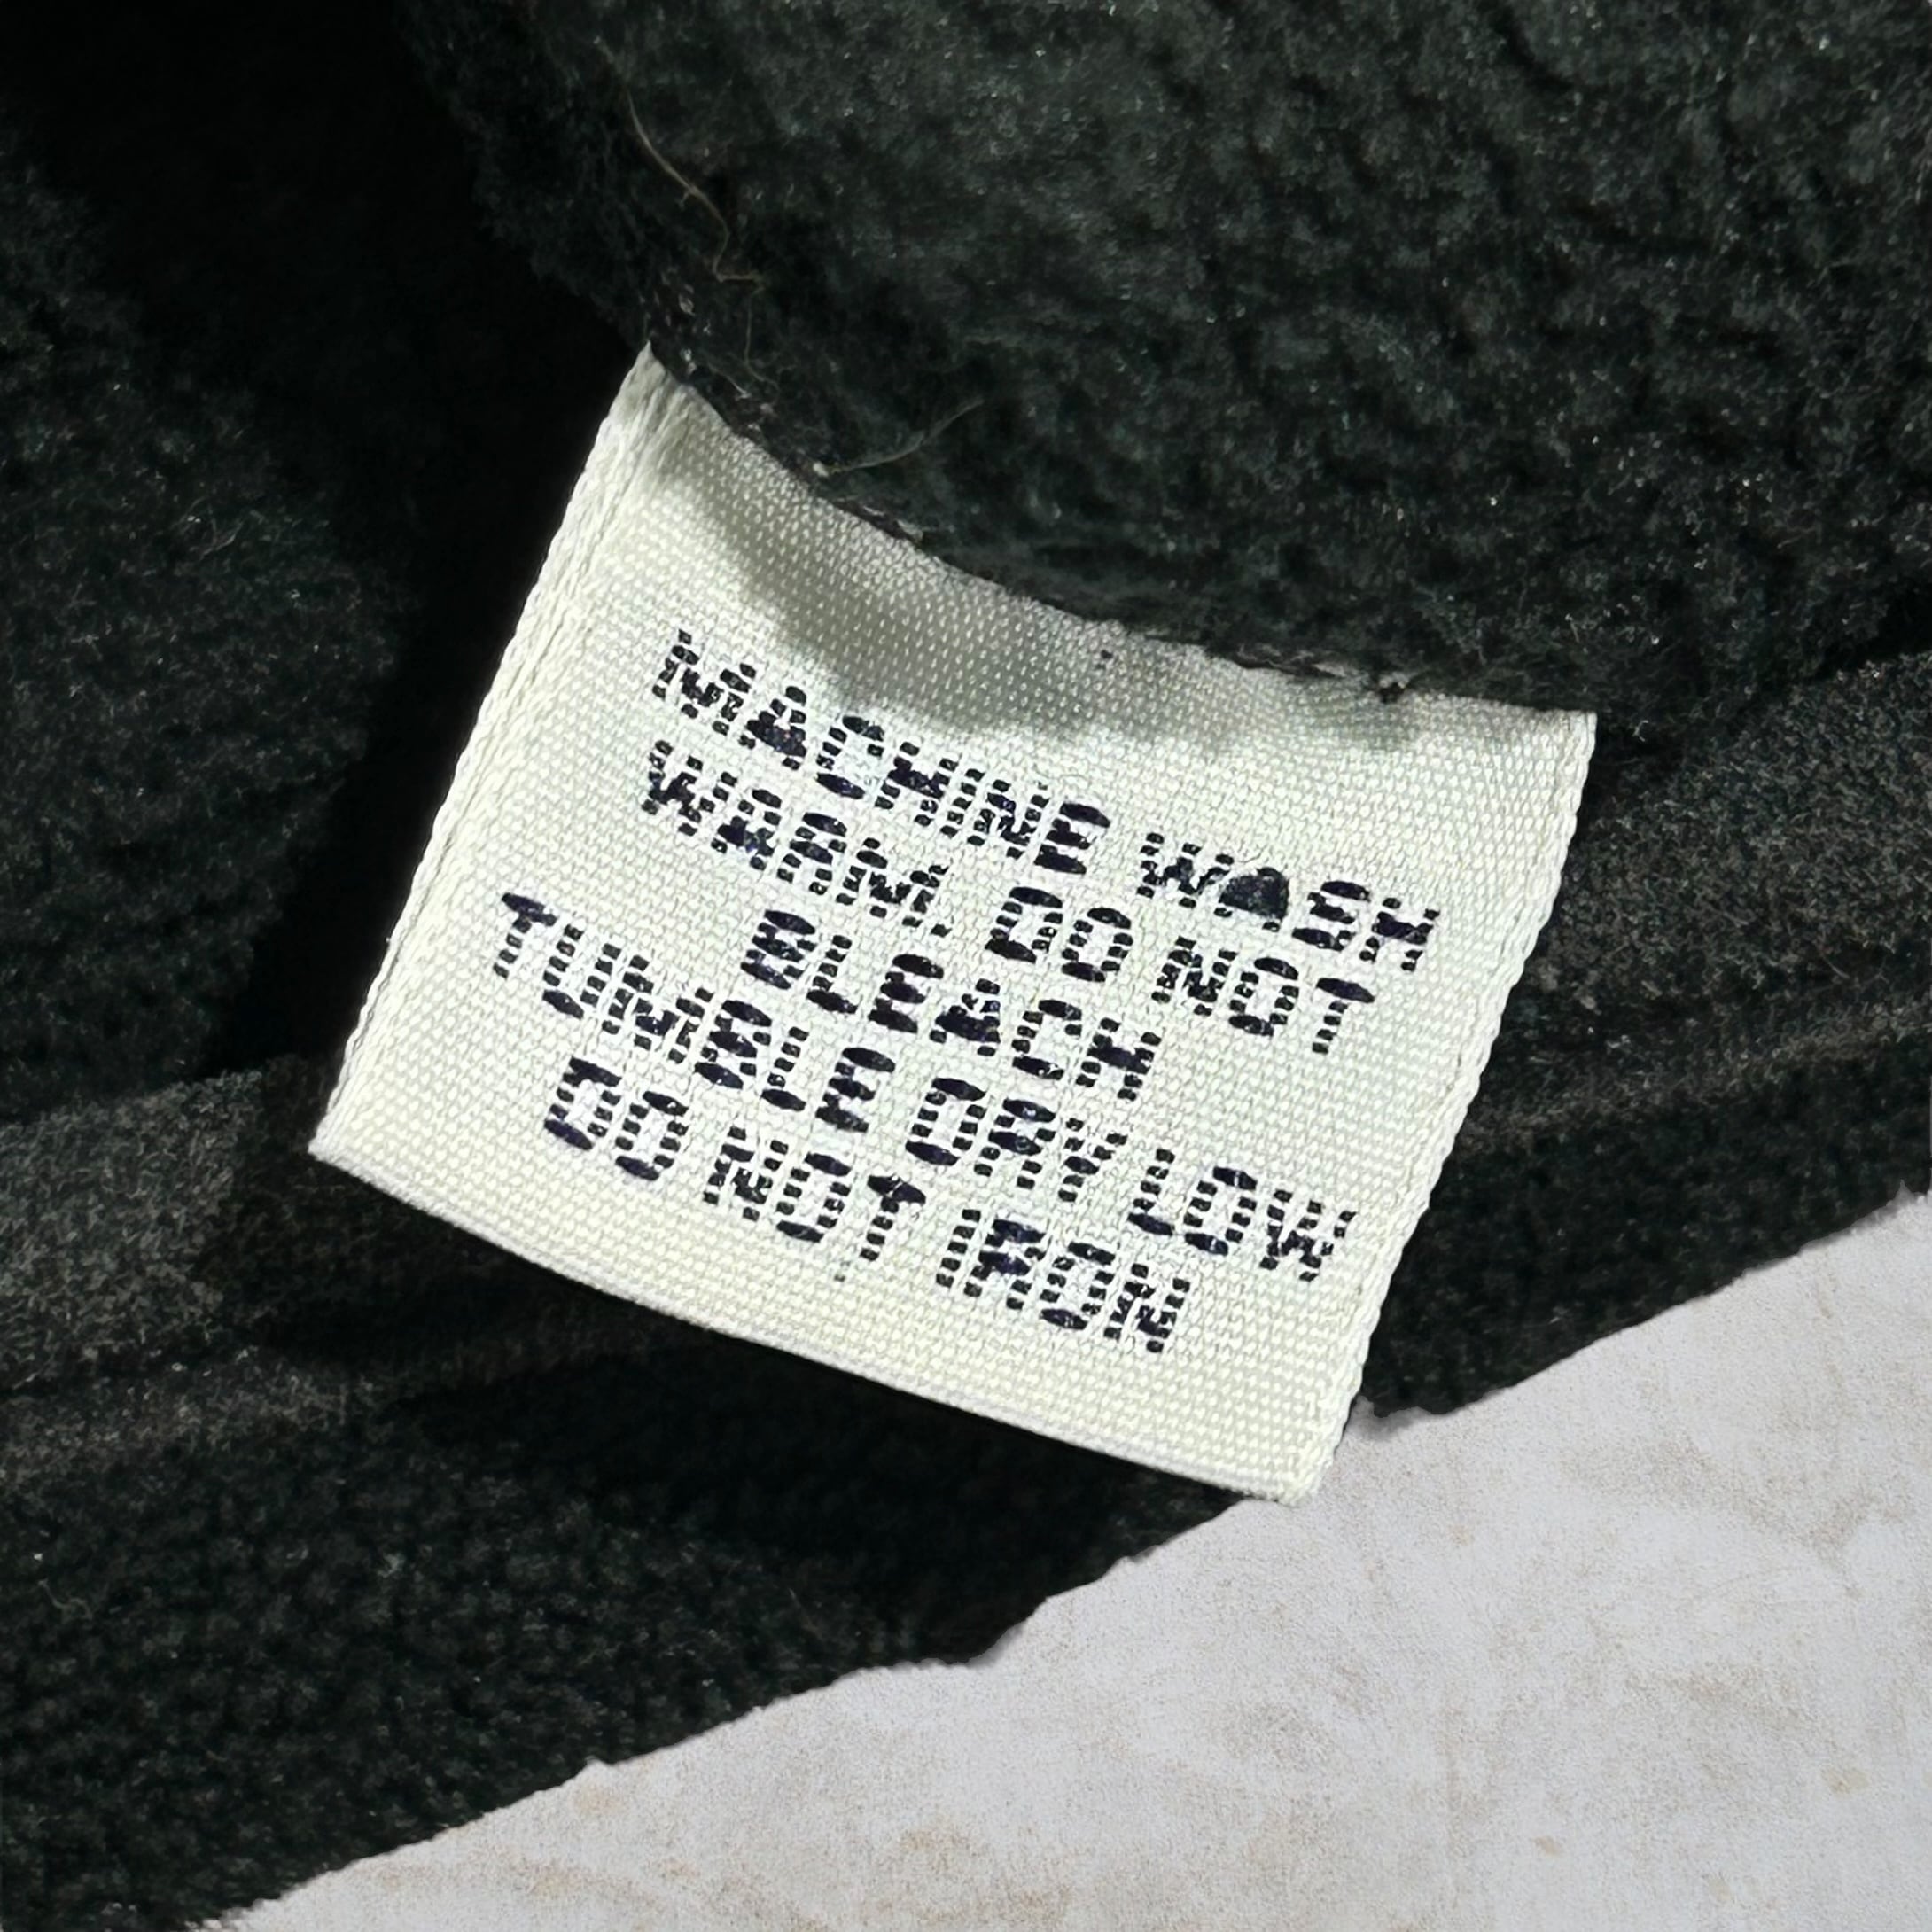 MACHINE WASH
WARM. DO NOT
BLEACH
TUMBLE DRY LOW
DO NOT IRON